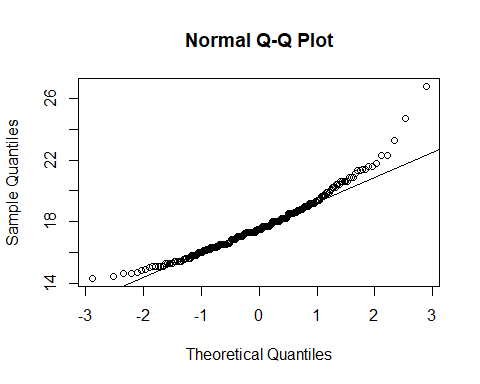 Normal Q-Q Plot
Sample Quantiles
26
22
18
14
-3 -2 -1 0 1 2 3
Theoretical Quantiles